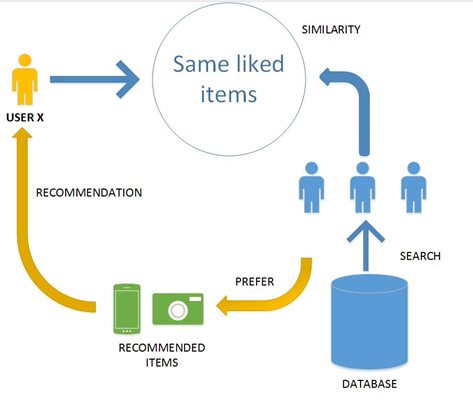 SIMILARITY
Same liked
items
USER X
RECOMMENDATION
SEARCH
PREFER
RECOMMENDED
ITEMS
DATABASE